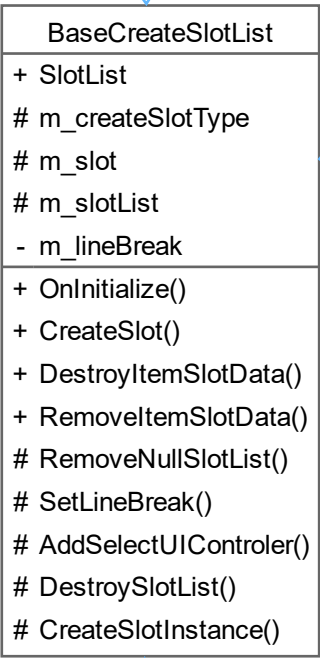 BaseCreateSlotList
+ SlotList
# m_createSlotType
# m_slot
# m_slotList
- m_lineBreak
+ OnInitialize()
+ CreateSlot()
+ DestroyItemSlotData()
+ RemoveItemSlotData()
# RemoveNullSlotList()
# SetLineBreak()
# AddSelectUIControler()
# DestroySlotList()
# CreateSlotInstance()